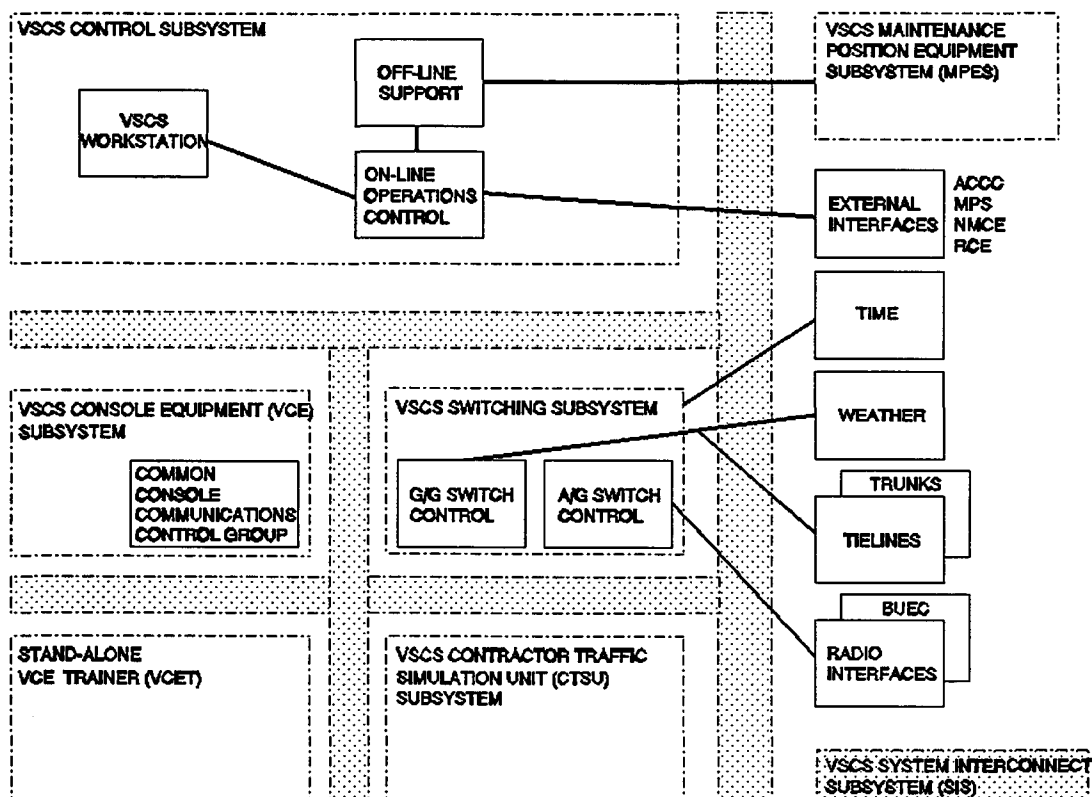 VSCS CONTROL SUBSYSTEM
OFF-LINE
SUPPORT
VSCS
WORKSTATION
ON-LINE
OPERATIONS
CONTROL
VSCS MAINTENANCE
POSITION EQUIPMENT
SUBSYSTEM (MPES)
EXTERNAL
INTERFACES
ACCC
MPS
NMCE
RCE
TIME
WEATHER
TRUNKS
TIELINES
BUEC
RADIO
INTERFACES
VSCS CONSOLE EQUIPMENT (VCE)
SUBSYSTEM
COMMON
CONSOLE
COMMUNICATIONS
CONTROL GROUP
VSCS SWITCHING SUBSYSTEM
G/G SWITCH
CONTROL
A/G SWITCH
CONTROL
STAND-ALONE
VCE TRAINER (VCET)
VSCS CONTRACTOR TRAFFIC
SIMULATION UNIT (CTSU)
SUBSYSTEM
VSCS SYSTEM INTERCONNECT
SUBSYSTEM (SIS)